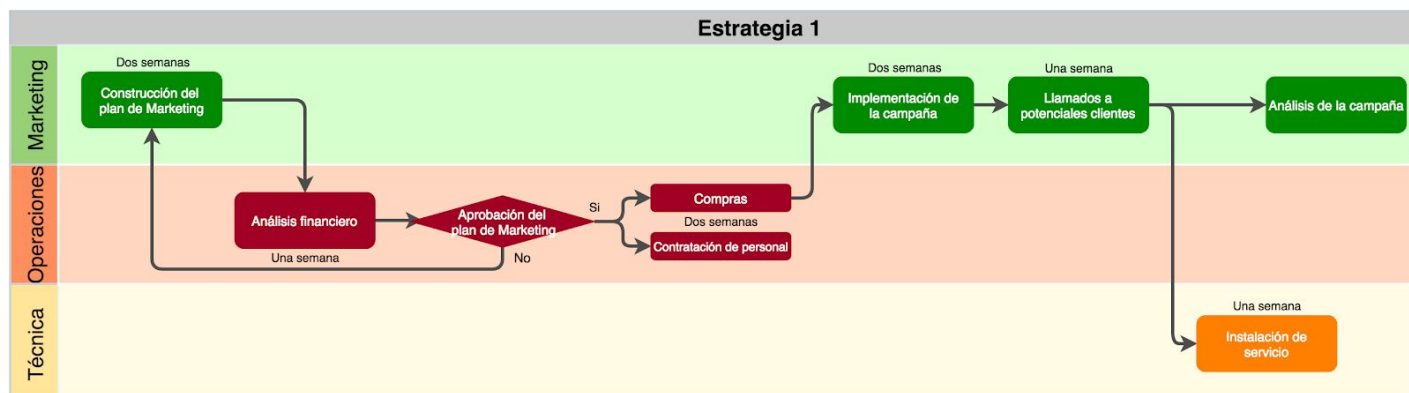 Estrategia 1
Marketing
Dos semanas
Construcción del
plan de Marketing
Dos semanas
Implementación de
la campaña
Una semana
Llamados a
potenciales clientes
Análisis de la campaña
Operaciones
Análisis financiero
Una semana
Aprobación del
plan de Marketing
Si
No
Compras
Dos semanas
Contratación de personal
Técnica
Una semana
Instalación de
servicio